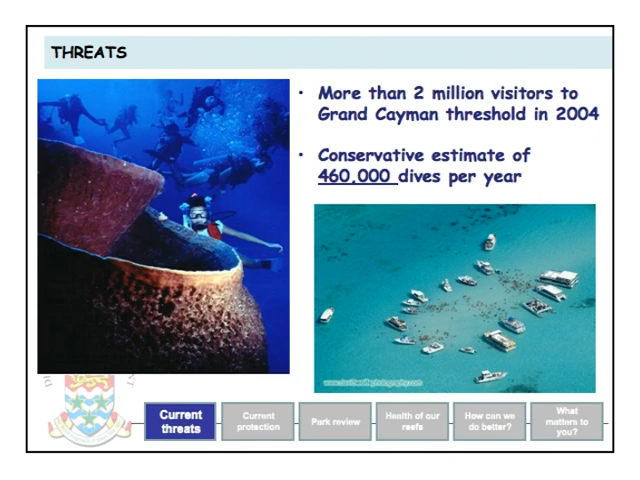 THREATS
• More than 2 million visitors to
Grand Cayman threshold in 2004
• Conservative estimate of
460,000 dives per year
Current
threats
Current
protection
Park review
Health of our
reefs
How can we
do better?
What
matters to
you?